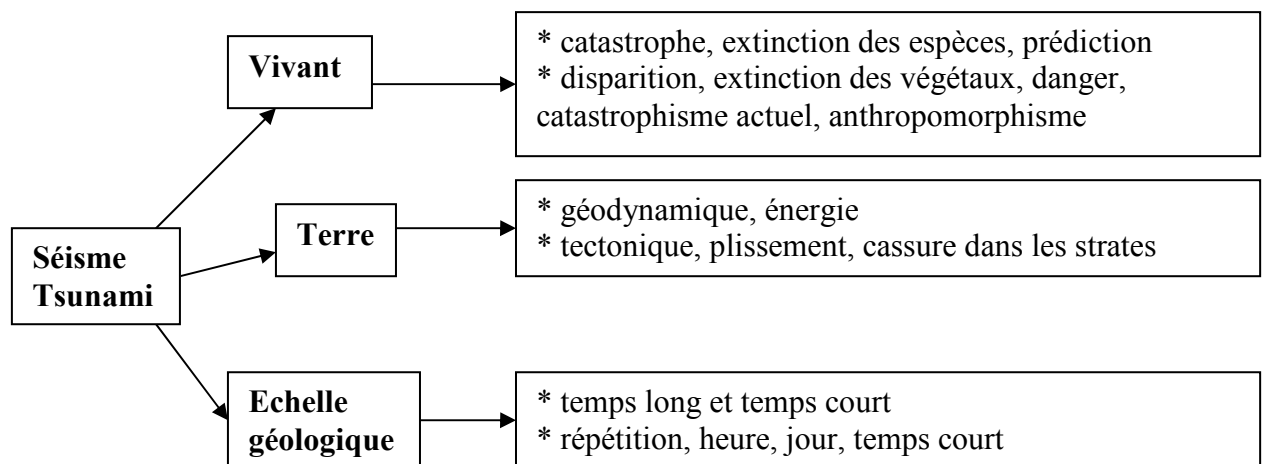 Vivant
* catastrophe, extinction des espèces, prédiction
* disparition, extinction des végétaux, danger,
catastrophisme actuel, anthropomorphisme
Séisme
Tsunami
Terre
* géodynamique, énergie
* tectonique, plissement, cassure dans les strates
Echelle
géologique
* temps long et temps court
* répétition, heure, jour, temps court